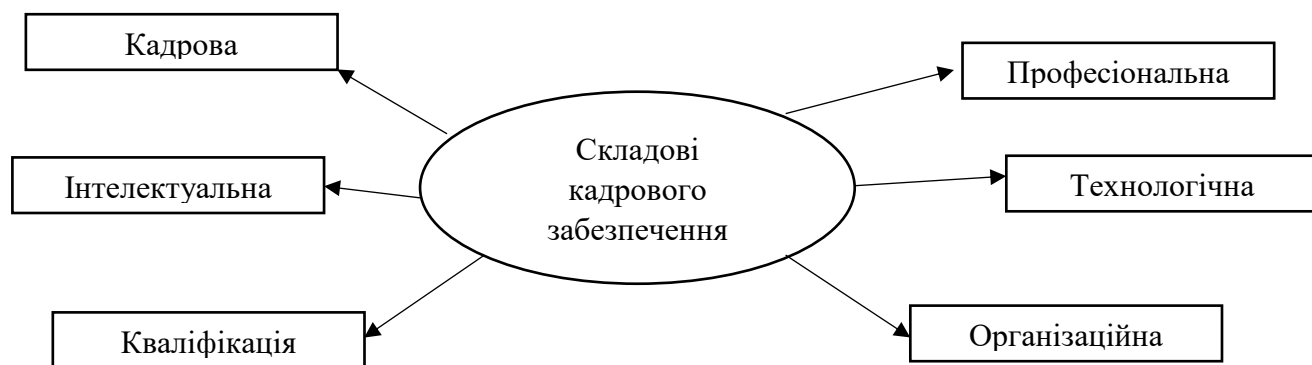 Кадрова
Професіональна
Складові
кадрового
забезпечення
Інтелектуальна
Технологічна
Кваліфікація
Організаційна